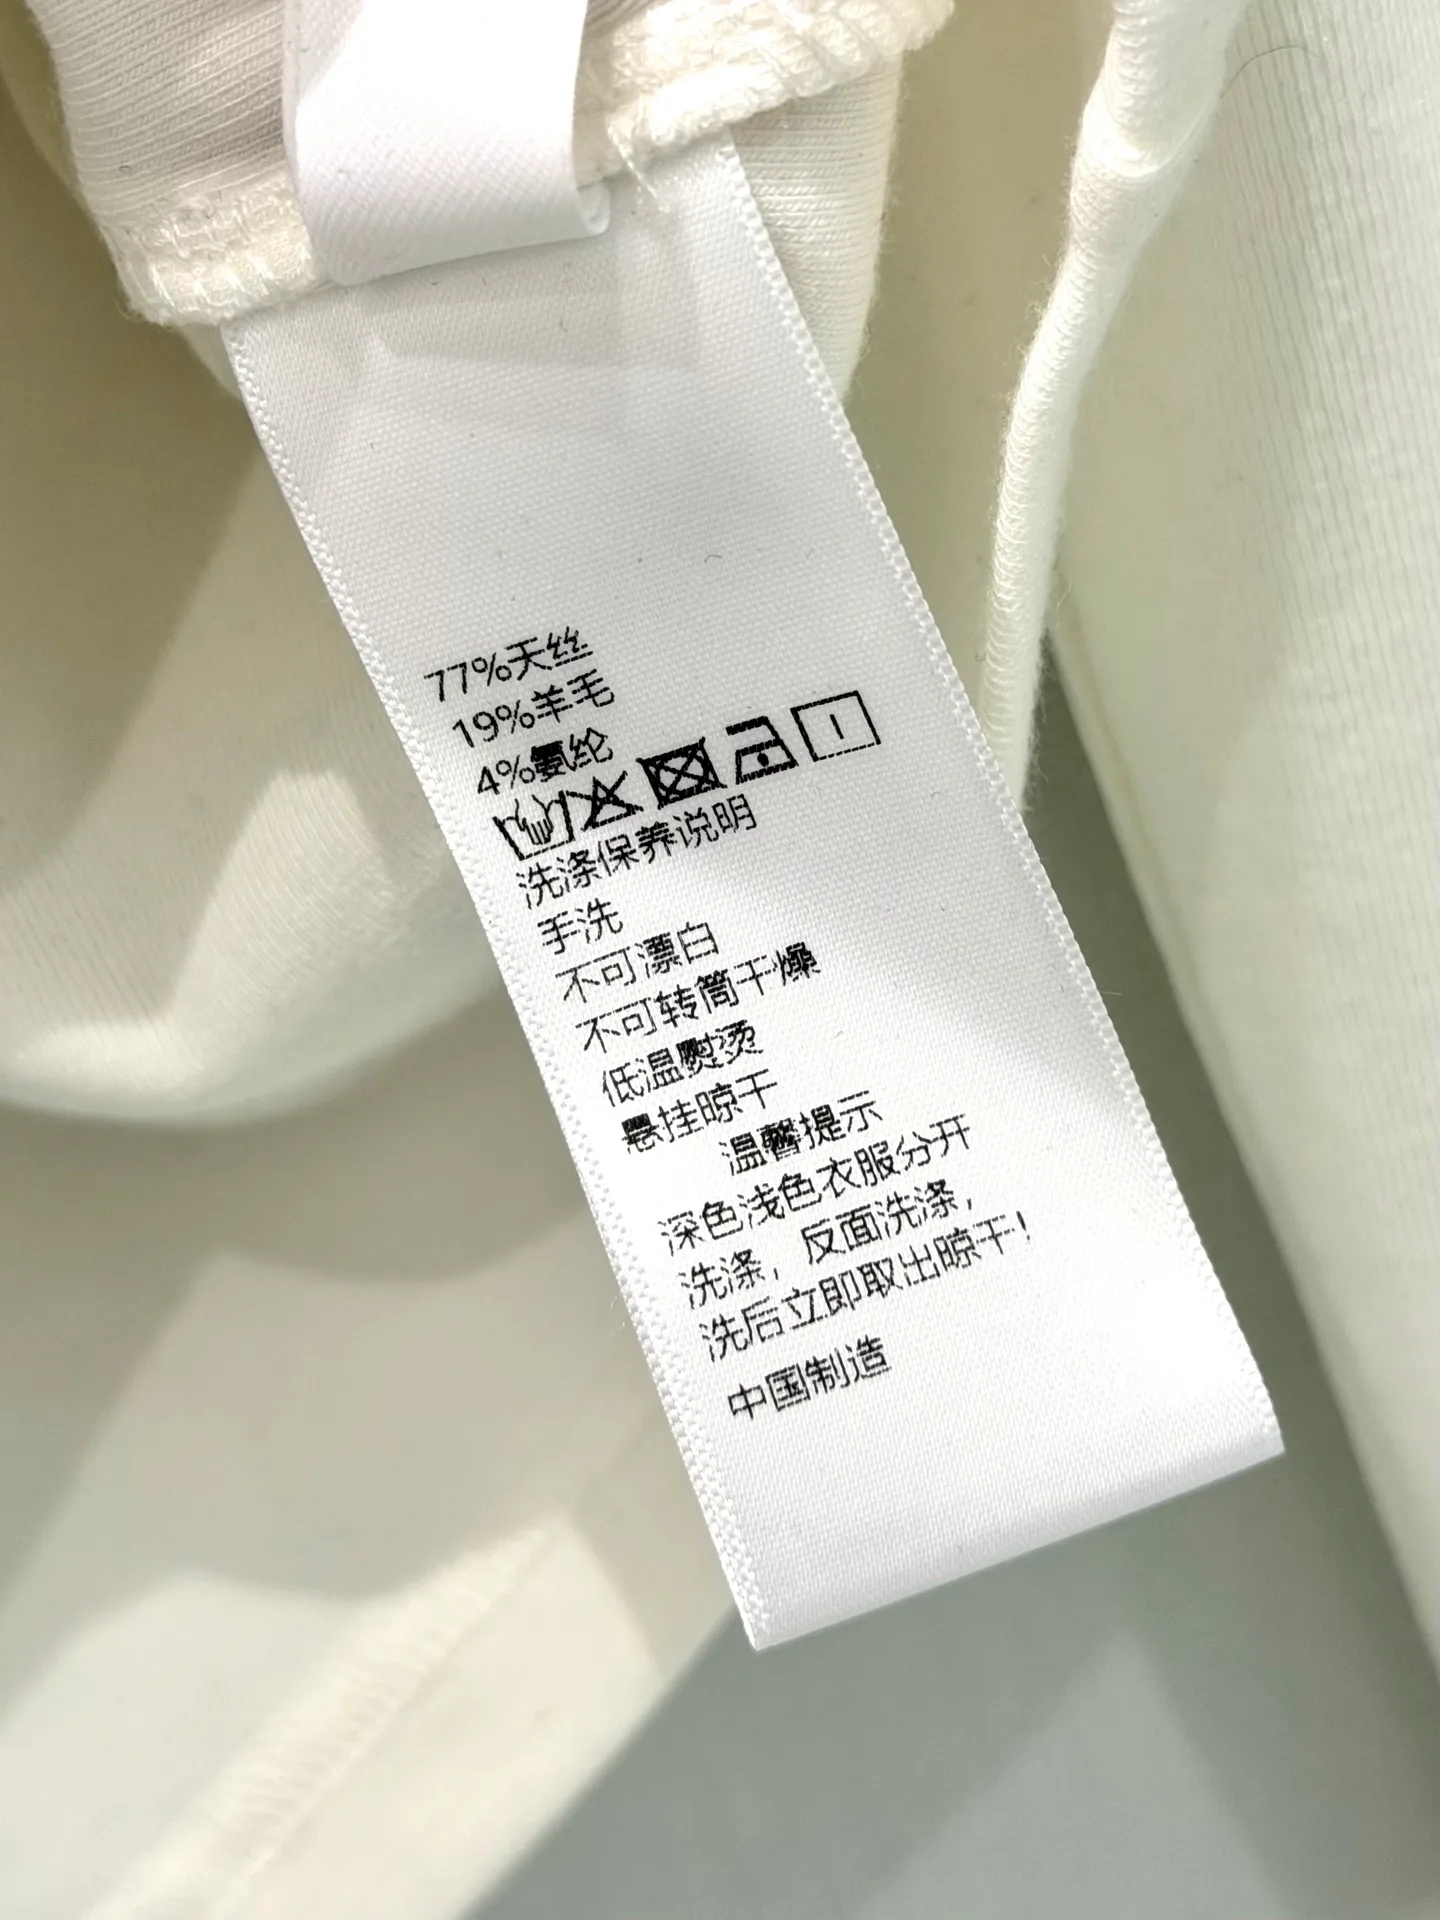 77%天丝
19%羊毛
4%氨纶
洗涤保养说明
手洗
不可漂白
不可转筒干燥
低温熨烫
悬挂晾干
温馨提示
深色浅色衣服分开
洗涤，反面洗涤，
洗后立即取出晾干！
中国制造